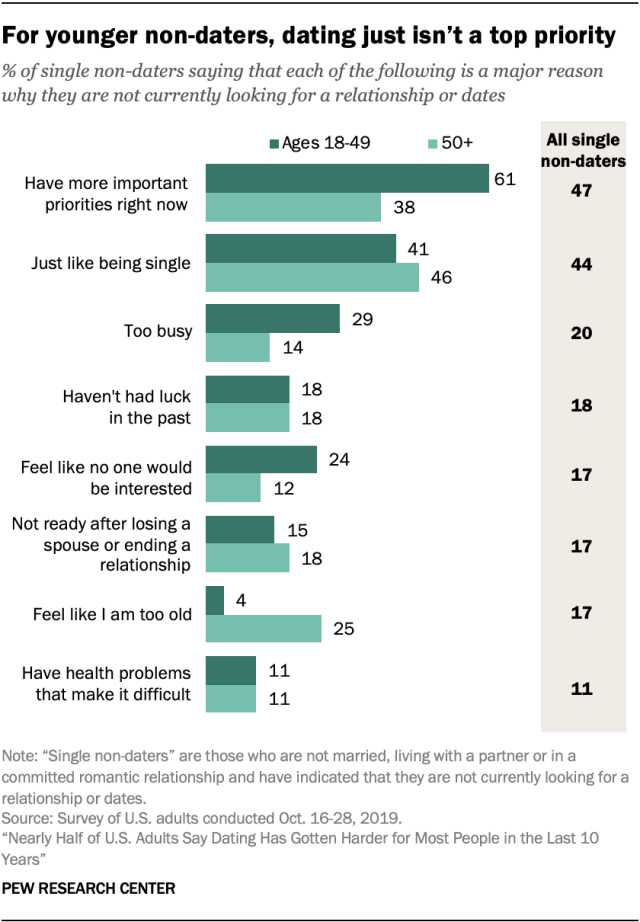 For younger non-daters, dating just isn’t a top priority
% of single non-daters saying that each of the following is a major reason
why they are not currently looking for a relationship or dates
Ages 18-49
50+
All single
non-daters
Have more important
priorities right now
61
38
47
Just like being single
41
46
44
Too busy
29
14
20
Haven't had luck
in the past
18
18
18
Feel like no one would
be interested
24
12
17
Not ready after losing a
spouse or ending a
relationship
15
18
17
Feel like I am too old
4
25
17
Have health problems
that make it difficult
11
11
11
Note: “Single non-daters” are those who are not married, living with a partner or in a
committed romantic relationship and have indicated that they are not currently looking for a
relationship or dates.
Source: Survey of U.S. adults conducted Oct. 16-28, 2019.
“Nearly Half of U.S. Adults Say Dating Has Gotten Harder for Most People in the Last 10
Years”
PEW RESEARCH CENTER